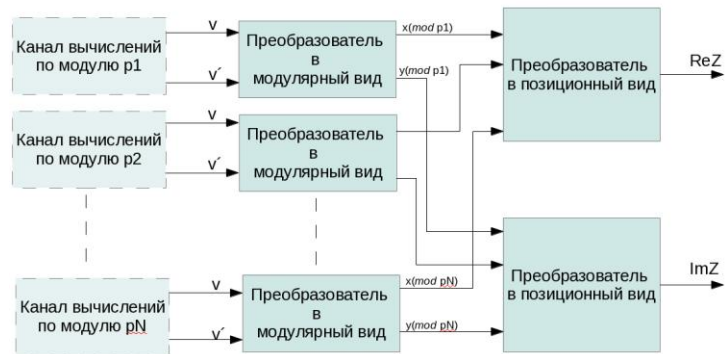 Канал вычислений
по модулю p1
v
v´
Преобразователь
в
модулярный вид
x(mod p1)
y(mod p1)
Преобразователь
в позиционный вид
ReZ
Канал вычислений
по модулю p2
v
v´
Преобразователь
в
модулярный вид
Преобразователь
в позиционный вид
ImZ
Канал вычислений
по модулю pN
v
v´
Преобразователь
в
модулярный вид
x(mod pN)
y(mod pN)